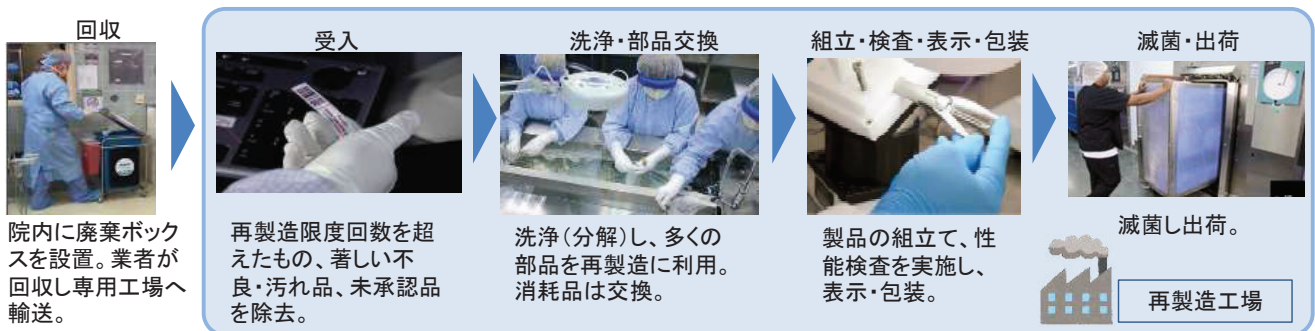 回収
院内に廃棄ボック
スを設置。業者が
回収し専用工場へ
輸送。
受入
再製造限度回数を超
えたもの、著しい不
良・汚れ品、未承認品
を除去。
洗浄・部品交換
洗浄(分解)し、多くの
部品を再製造に利用。
消耗品は交換。
組立・検査・表示・包装
製品の組立て、性
能検査を実施し、
表示・包装。
滅菌・出荷
滅菌し出荷。
再製造工場